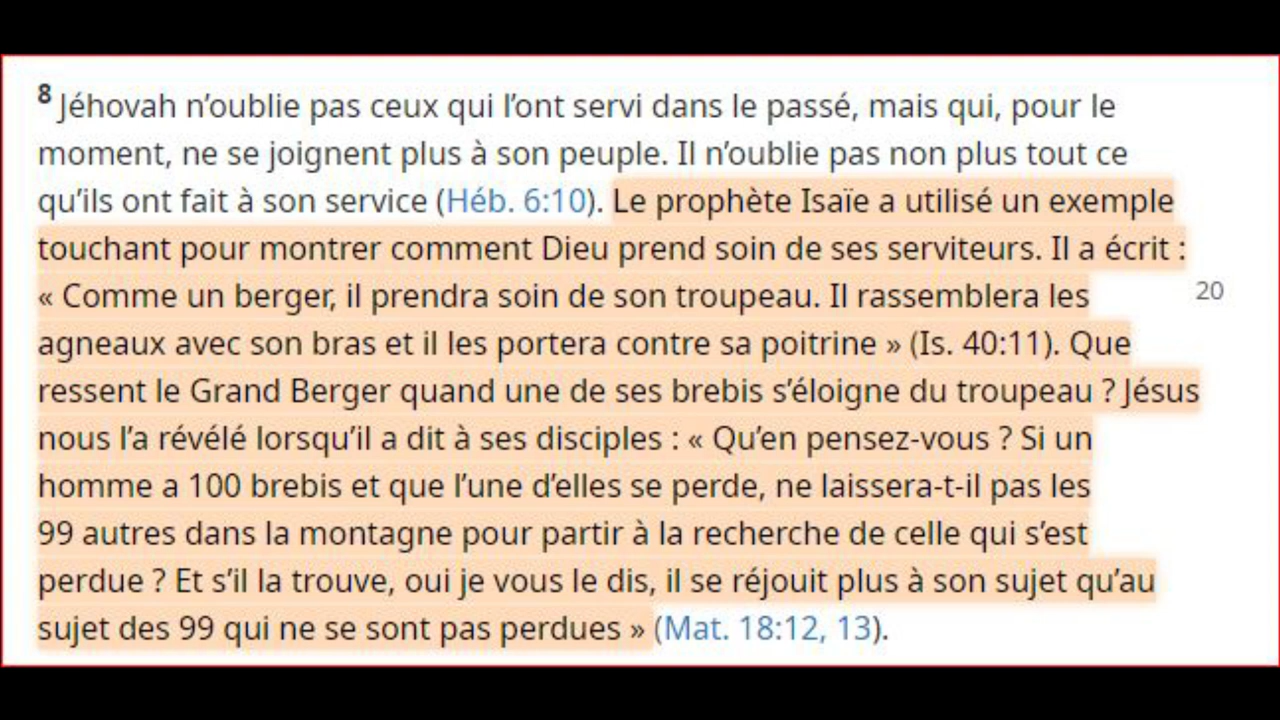 8 Jéhovah n’oublie pas ceux qui l’ont servi dans le passé, mais qui, pour le
moment, ne se joignent plus à son peuple. Il n’oublie pas non plus tout ce
qu’ils ont fait à son service (Héb. 6:10). Le prophète Isaïe a utilisé un exemple
touchant pour montrer comment Dieu prend soin de ses serviteurs. Il a écrit :
« Comme un berger, il prendra soin de son troupeau. Il rassemblera les
20
agneaux avec son bras et il les portera contre sa poitrine » (Is. 40:11). Que
ressent le Grand Berger quand une de ses brebis s’éloigne du troupeau ? Jésus
nous l’a révélé lorsqu’il a dit à ses disciples : « Qu’en pensez-vous ? Si un
homme a 100 brebis et que l’une d’elles se perde, ne laissera-t-il pas les
99 autres dans la montagne pour partir à la recherche de celle qui s’est
perdue ? Et s’il la trouve, oui je vous le dis, il se réjouit plus à son sujet qu’au
sujet des 99 qui ne se sont pas perdues » (Mat. 18:12, 13).